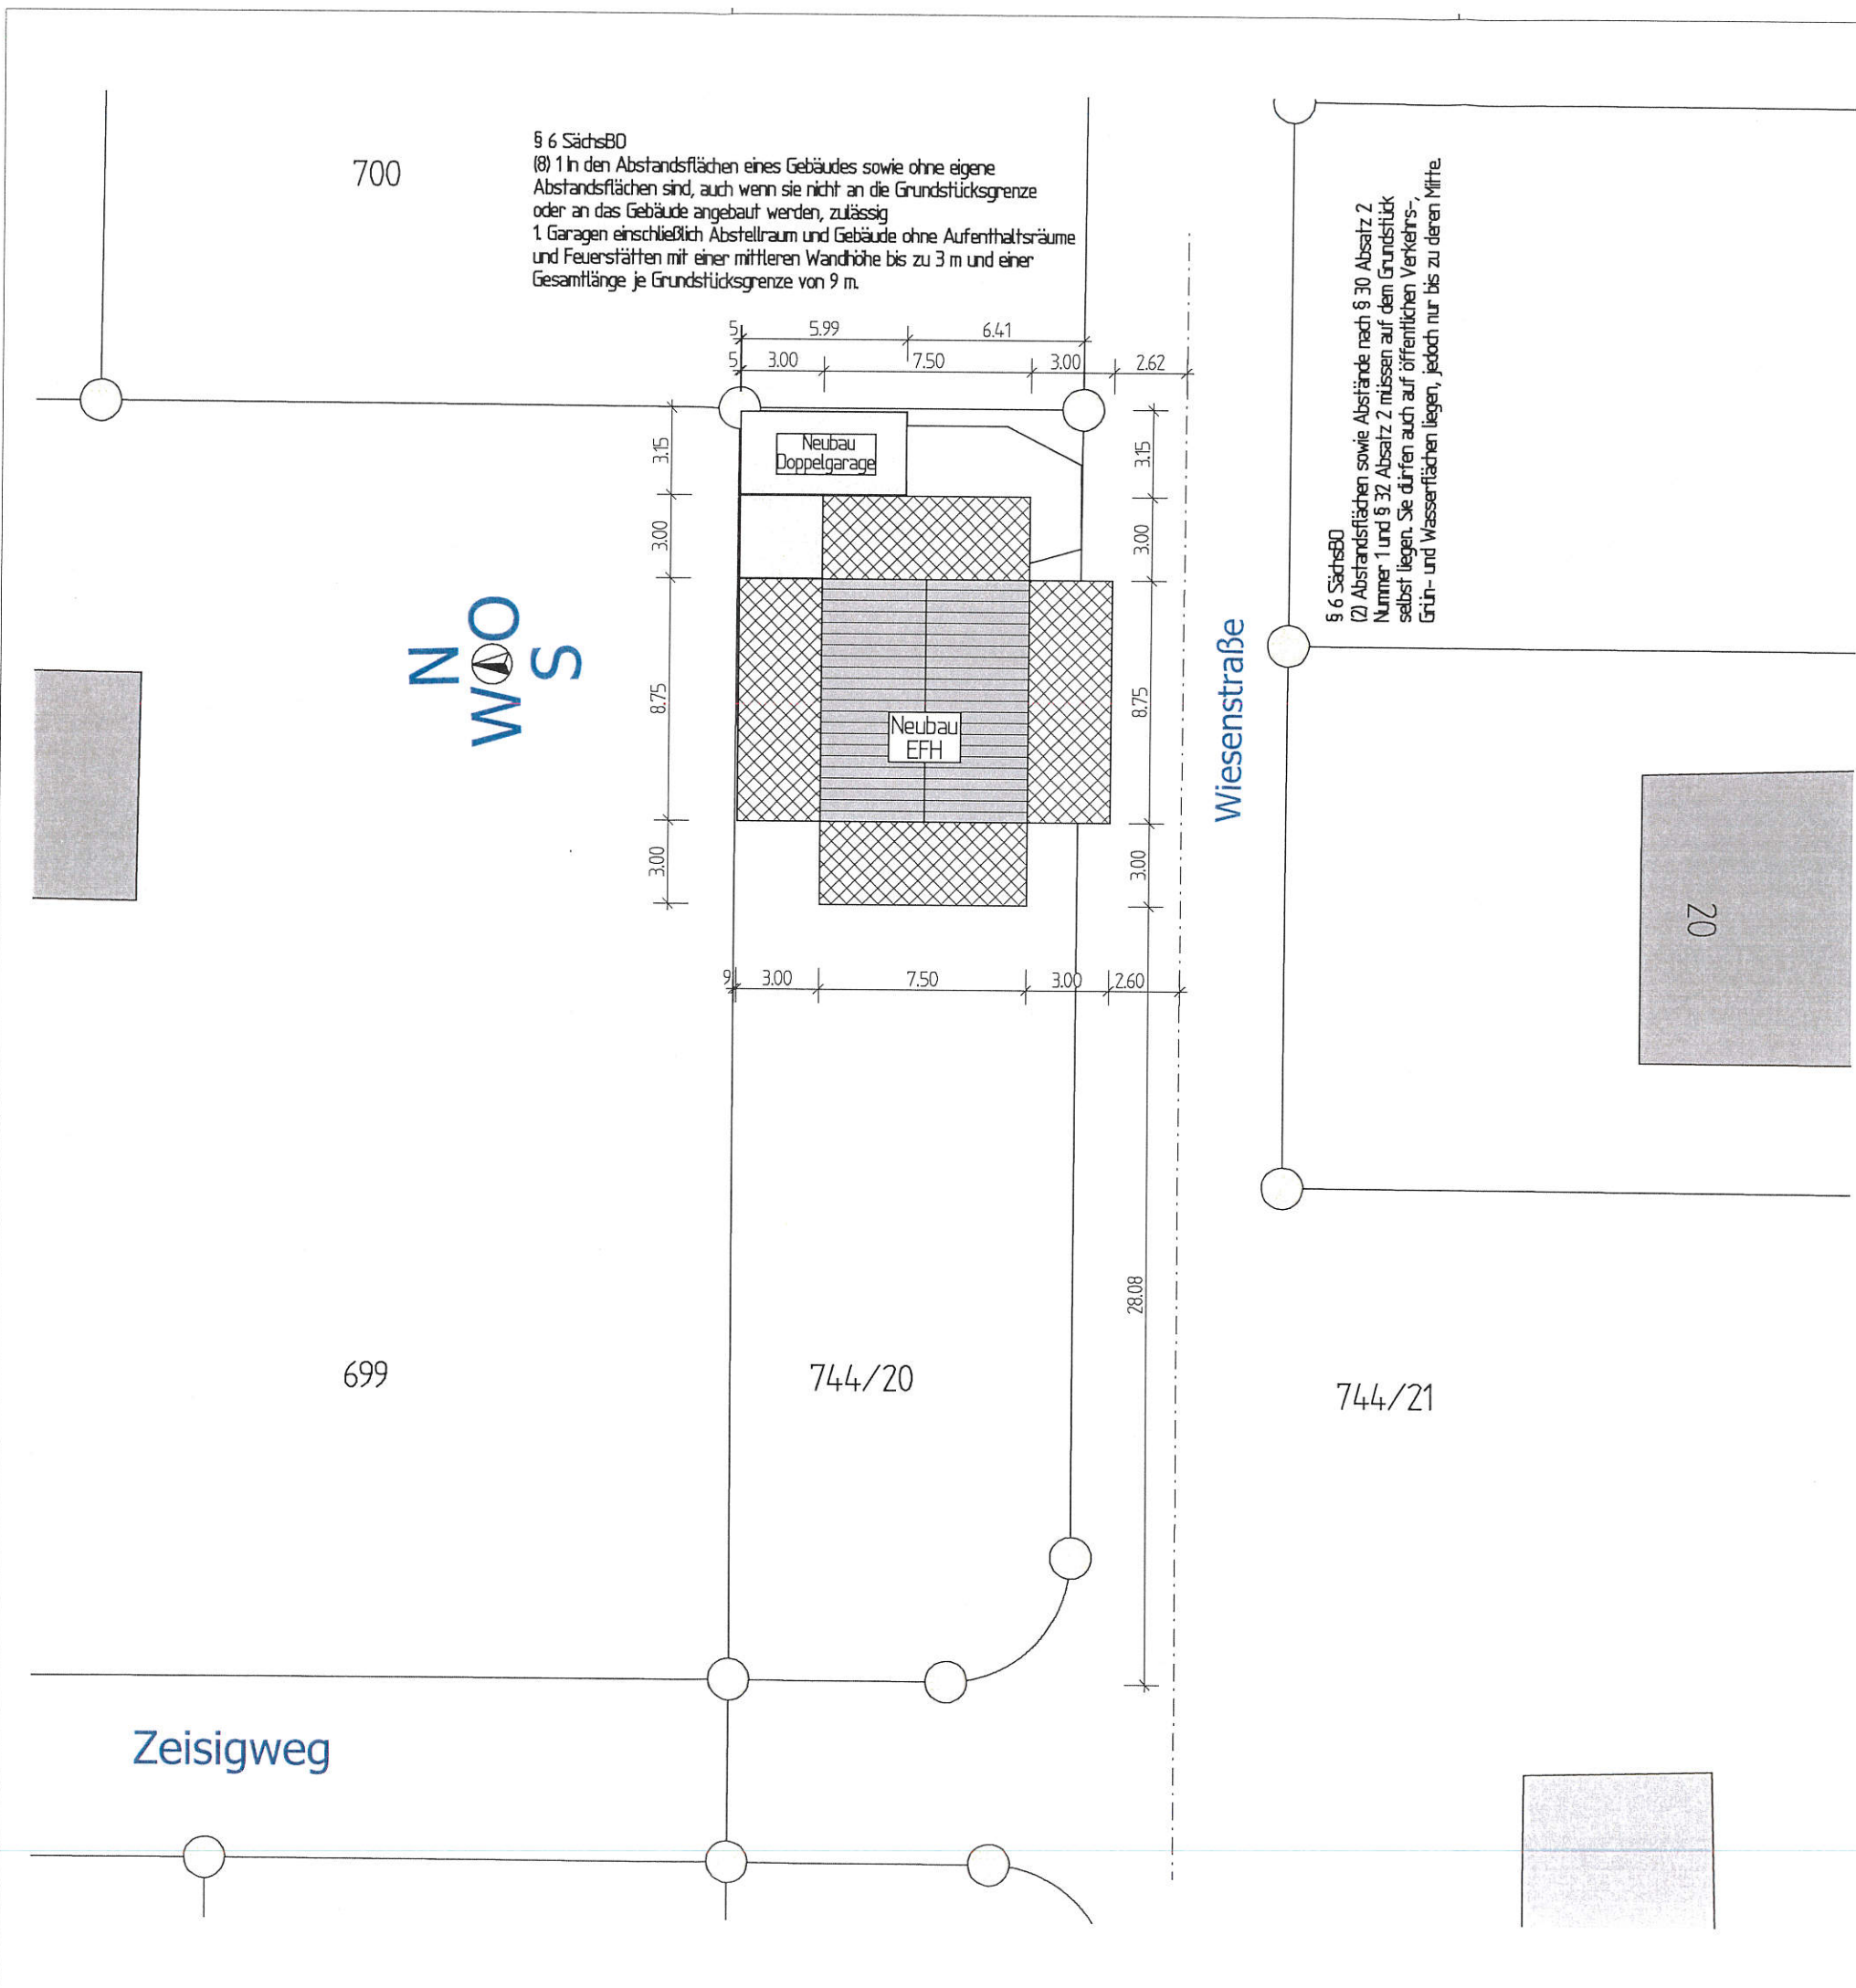 700
§ 6 SächsBO
(8) 1 In den Abstandsflächen eines Gebäudes sowie ohne eigene
Abstandsflächen sind, auch wenn sie nicht an die Grundstücksgrenze
oder an das Gebäude angebaut werden, zulässig
1. Garagen einschließlich Abstellraum und Gebäude ohne Aufenthaltsräume
und Feuerstätten mit einer mittleren Wandhöhe bis zu 3 m und einer
Gesamtlänge je Grundstücksgrenze von 9 m.
§ 6 SächsBO
(2) Abstandsflächen sowie Abstände nach § 30 Absatz 2
Nummer 1 und § 32 Absatz 2 müssen auf dem Grundstück
selbst liegen. Sie dürfen auch auf öffentlichen Verkehrs-,
Grün- und Wasserflächen liegen, jedoch nur bis zu deren Mitte.
5 5.99 6.41
5 3.00 7.50 3.00 2.62
3.15
3.00
8.75
3.00
Neubau
Doppelgarage
3.15
3.00
8.75
3.00
28.08
N
W O
S
Neubau
EFH
Wiesenstraße
20
9 3.00 7.50 3.00 2.60
699
744/20
744/21
Zeisigweg